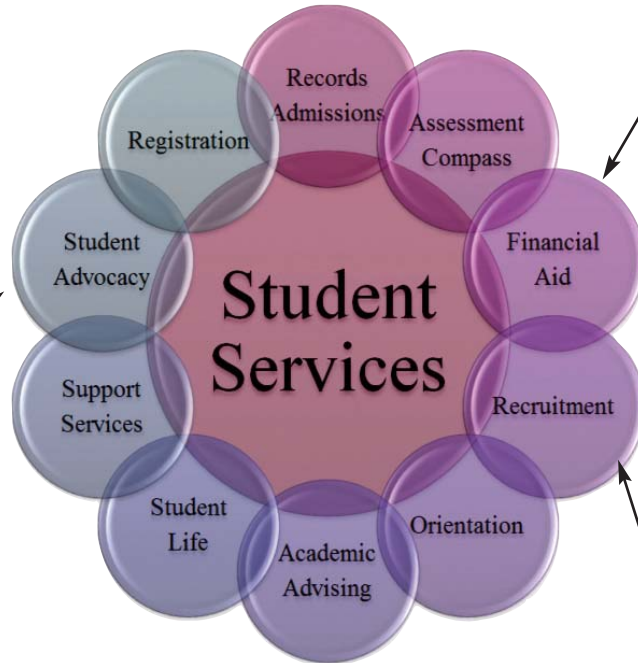 Student
Services
Records
Admissions
Assessment
Compass
Financial
Aid
Recruitment
Orientation
Academic
Advising
Student
Life
Support
Services
Student
Advocacy
Registration